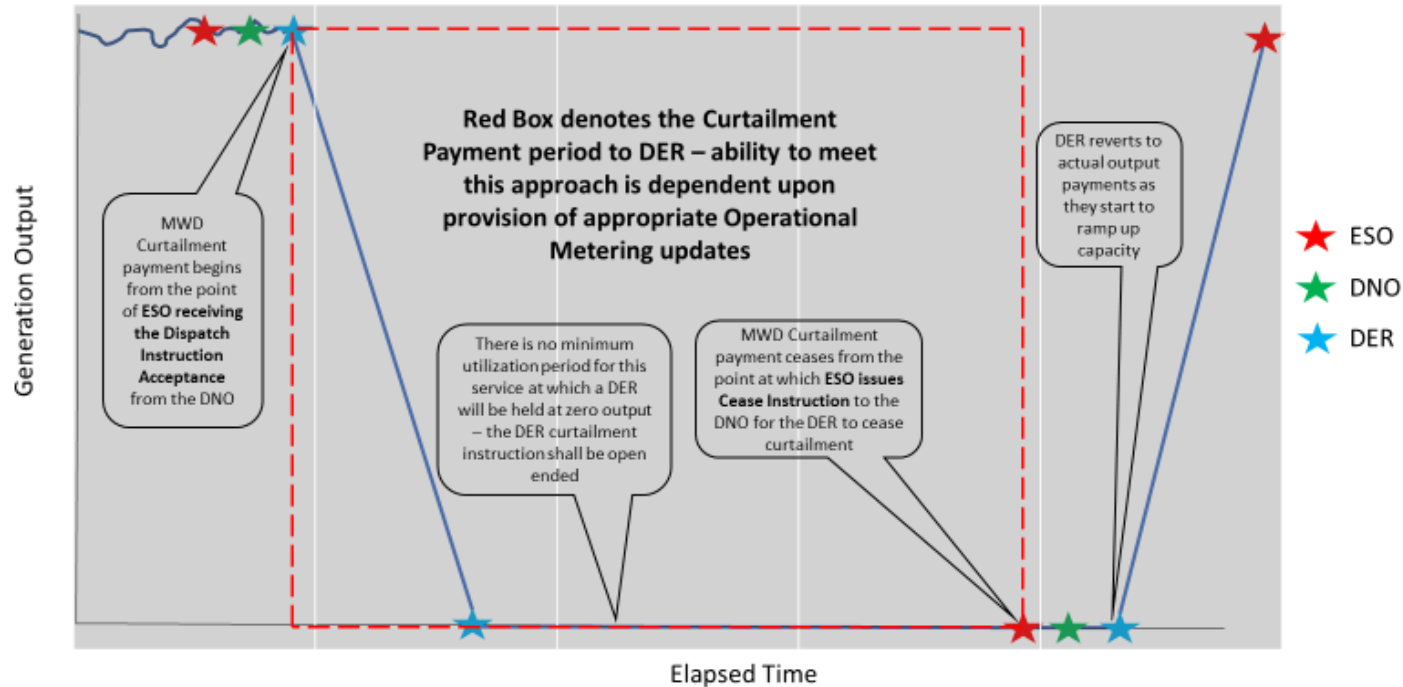 Generation Output
Red Box denotes the Curtailment
Payment period to DER – ability to meet
this approach is dependent upon
provision of appropriate Operational
Metering updates
MWD
Curtailment
payment begins
from the point
of ESO receiving
the Dispatch
Instruction
Acceptance
from the DNO
There is no minimum
utilization period for this
service at which a DER
will be held at zero output
– the DER curtailment
instruction shall be open
ended
MWD Curtailment
payment ceases from the
point at which ESO issues
Cease Instruction to the
DNO for the DER to cease
curtailment
DER reverts to
actual output
payments as
they start to
ramp up
capacity
ESO
DNO
DER
Elapsed Time